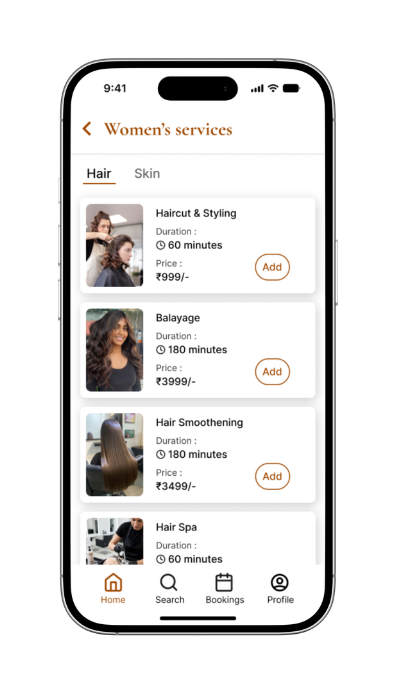 9:41
Women's services
Hair Skin
Haircut & Styling
Duration :
60 minutes
Price :
₹999/-
Add
Balayage
Duration :
180 minutes
Price :
₹3999/-
Add
Hair Smoothening
Duration :
180 minutes
Price :
₹3499/-
Add
Hair Spa
Duration :
60 minutes
Home Search Bookings Profile